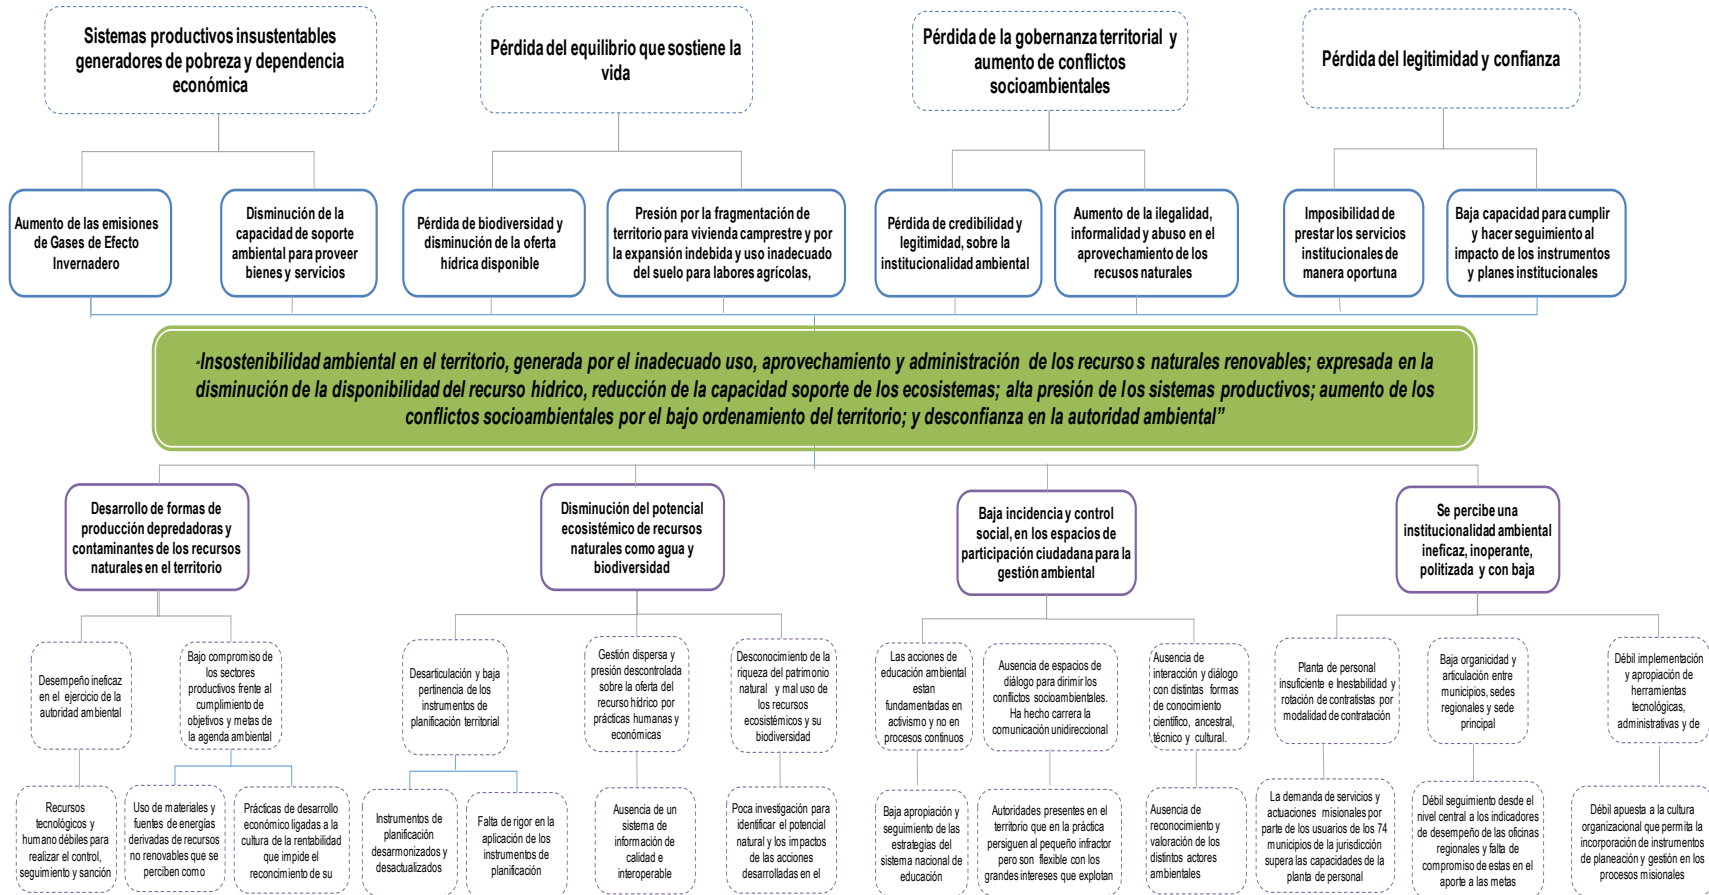 Sistemas productivos insustentables
generadores de pobreza y dependencia
económica
Pérdida del equilibrio que sostiene la
vida
Pérdida de la gobernanza territorial y
aumento de conflictos
socioambientales
Pérdida del legitimidad y confianza
Aumento de las emisiones
de Gases de Efecto
Invernadero
Disminución de la
capacidad de soporte
ambiental para proveer
bienes y servicios
Pérdida de biodiversidad y
disminución de la oferta
hídrica disponible
Presión por la fragmentación de
territorio para vivienda camprestre y por
la expansión indebida y uso inadecuado
del suelo para labores agrícolas,
Pérdida de credibilidad y
legitimidad, sobre la
institucionalidad ambiental
Aumento de la ilegalidad,
informalidad y abuso en el
aprovechamiento de los
recusos naturales
Imposibilidad de
prestar los servicios
institucionales de
manera oportuna
Baja capacidad para cumplir
y hacer seguimiento al
impacto de los instrumentos
y planes institucionales
“Insostenibilidad ambiental en el territorio, generada por el inadecuado uso, aprovechamiento y administración de los recursos naturales renovables; expresada en la
disminución de la disponibilidad del recurso hídrico, reducción de la capacidad soporte de los ecosistemas; alta presión de los sistemas productivos; aumento de los
conflictos socioambientales por el bajo ordenamiento del territorio; y desconfianza en la autoridad ambiental”
Desarrollo de formas de
producción depredadoras y
contaminantes de los recursos
naturales en el territorio
Disminución del potencial
ecosistémico de recursos
naturales como agua y
biodiversidad
Baja incidencia y control
social, en los espacios de
participación ciudadana para la
gestión ambiental
Se percibe una
institucionalidad ambiental
ineficaz, inoperante,
politizada y con baja
Desempeño ineficaz
en el ejercicio de la
autoridad ambiental
Bajo compromiso de
los sectores
productivos frente al
cumplimiento de
objetivos y metas de
la agenda ambiental
Desarticulación y baja
pertinencia de los
instrumentos de
planificación territorial
Gestión dispersa y
presión descontrolada
sobre la oferta del
recurso hídrico por
prácticas humanas y
económicas
Desconocimiento de la
riqueza del patrimonio
natural y mal uso de
los recursos
ecosistémicos y su
biodiversidad
Las acciones de
educación ambiental
estan
fundamentadas en
activismo y no en
procesos continuos
Ausencia de espacios de
diálogo para dirimir los
conflictos socioambientales.
Ha hecho carrera la
comunicación unidireccional
Ausencia de
interacción y diálogo
con distintas formas
de conocimiento
científico, ancestral,
técnico y cultural.
Planta de personal
insuficiente e Inestabilidad y
rotación de contratistas por
modalidad de contratación
Baja organicidad y
articulación entre
municipios, sedes
regionales y sede
principal
Débil implementación
y apropiación de
herramientas
tecnológicas,
administrativas y de
Recursos
tecnológicos y
humano débiles para
realizar el control,
seguimiento y sanción
Uso de materiales y
fuentes de energías
derivadas de recursos
no renovables que se
perciben como
Prácticas de desarrollo
económico ligadas a la
cultura de la rentabilidad
que impide el
reconcimiento de su
Instrumentos de
planificación
desarmonizados y
desactualizados
Falta de rigor en la
aplicación de los
instrumentos de
planificación
Ausencia de un
sistema de
información de
calidad e
interoperable
Poca investigación para
identificar el potencial
natural y los impactos
de las acciones
desarrolladas en el
Baja apropiación y
seguimiento de las
estrategias del
sistema nacional de
educación
Autoridades presentes en el
territorio que en la práctica
persiguen al pequeño infractor
pero son flexible con los
grandes intereses que explotan
Ausencia de
reconocimiento y
valoración de los
distintos actores
ambientales
La demanda de servicios y
actuaciones misionales por
parte de los usuarios de los 74
municipios de la jurisdicción
supera las capacidades de la
planta de personal
Débil seguimiento desde el
nivel central a los indicadores
de desempeño de las oficinas
regionales y falta de
compromiso de estas en el
aporte a las metas
Débil apuesta a la cultura
organizacional que permita la
incorporación de instrumentos
de planeación y gestión en los
procesos misionales